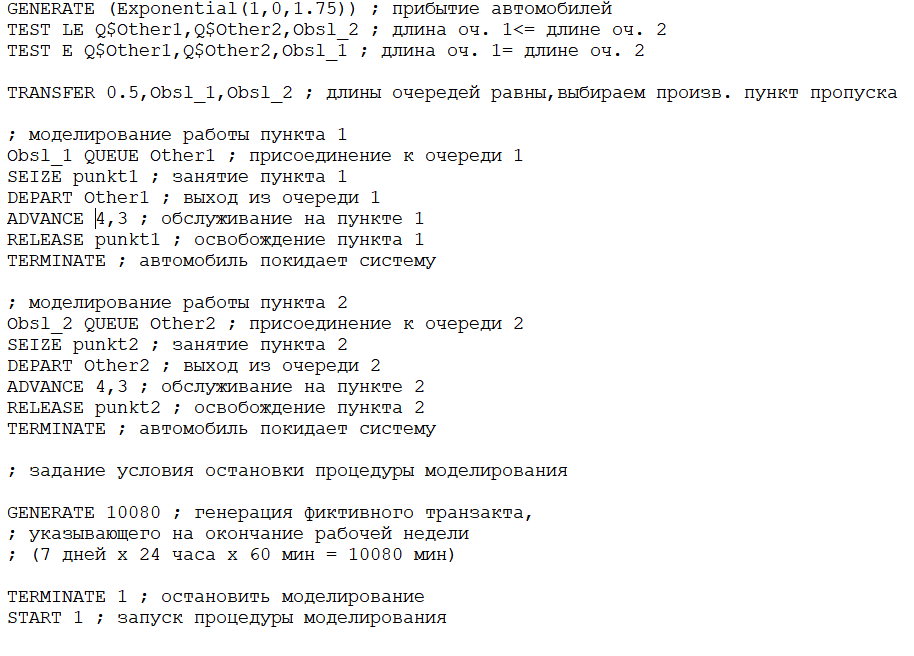 GENERATE (Exponential(1,0,1.75)) ; прибытие автомобилей
TEST LE Q$Other1,Q$Other2,Obsl_2 ; длина оч. 1<= длине оч. 2
TEST E Q$Other1,Q$Other2,Obsl_1 ; длина оч. 1= длине оч. 2
TRANSFER 0.5,Obsl_1,Obsl_2 ; длины очередей равны,выбираем произв. пункт пропуска
; моделирование работы пункта 1
Obsl_1 QUEUE Other1 ; присоединение к очереди 1
SEIZE punkt1 ; занятие пункта 1
DEPART Other1 ; выход из очереди 1
ADVANCE 4,3 ; обслуживание на пункте 1
RELEASE punkt1 ; освобождение пункта 1
TERMINATE ; автомобиль покидает систему
; моделирование работы пункта 2
Obsl_2 QUEUE Other2 ; присоединение к очереди 2
SEIZE punkt2 ; занятие пункта 2
DEPART Other2 ; выход из очереди 2
ADVANCE 4,3 ; обслуживание на пункте 2
RELEASE punkt2 ; освобождение пункта 2
TERMINATE ; автомобиль покидает систему
; задание условия остановки процедуры моделирования
GENERATE 10080 ; генерация фиктивного транзакта,
; указывающего на окончание рабочей недели
; (7 дней х 24 часа х 60 мин = 10080 мин)
TERMINATE 1 ; остановить моделирование
START 1 ; запуск процедуры моделирования